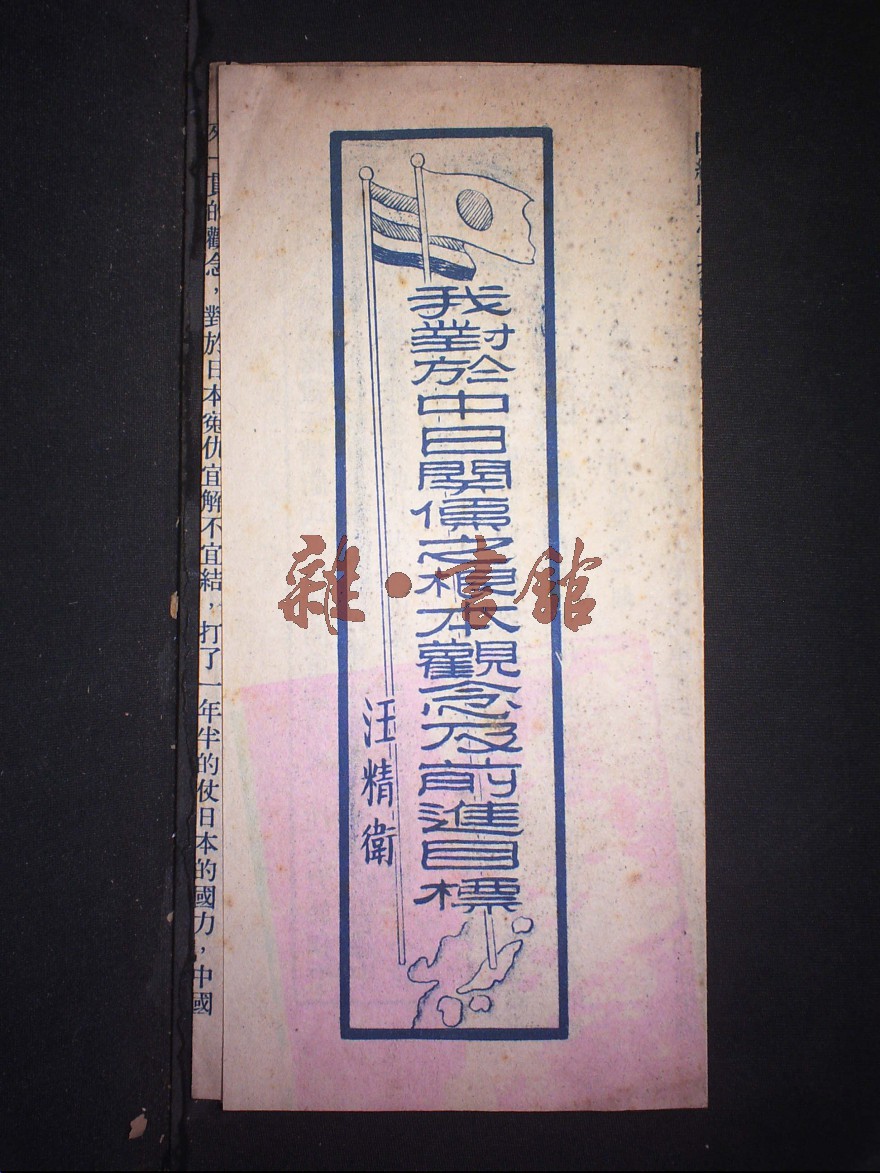 我對於中日關係之根本觀念及前進目標
汪精衛
雜·書館
一貫的觀念，對於日本冤仇宜解不宜結，打了一年半的仗日本的國力，中國